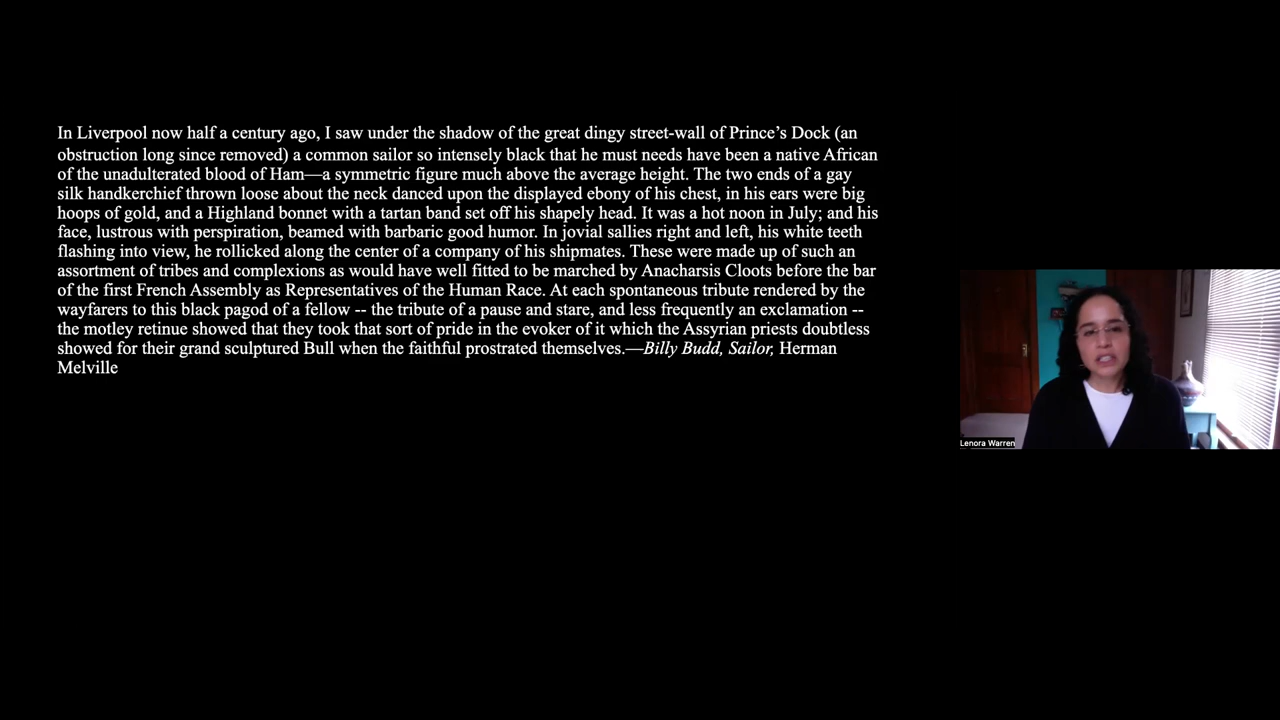 In Liverpool now half a century ago, I saw under the shadow of the great dingy street-wall of Prince’s Dock (an
obstruction long since removed) a common sailor so intensely black that he must needs have been a native African
of the unadulterated blood of Ham—a symmetric figure much above the average height. The two ends of a gay
silk handkerchief thrown loose about the neck danced upon the displayed ebony of his chest, in his ears were big
hoops of gold, and a Highland bonnet with a tartan band set off his shapely head. It was a hot noon in July; and his
face, lustrous with perspiration, beamed with barbaric good humor. In jovial sallies right and left, his white teeth
flashing into view, he rollicked along the center of a company of his shipmates. These were made up of such an
assortment of tribes and complexions as would have well fitted to be marched by Anacharsis Cloots before the bar
of the first French Assembly as Representatives of the Human Race. At each spontaneous tribute rendered by the
wayfarers to this black pagod of a fellow -- the tribute of a pause and stare, and less frequently an exclamation --
the motley retinue showed that they took that sort of pride in the evoker of it which the Assyrian priests doubtless
showed for their grand sculptured Bull when the faithful prostrated themselves.—Billy Budd, Sailor, Herman
Melville
Lenora Warren